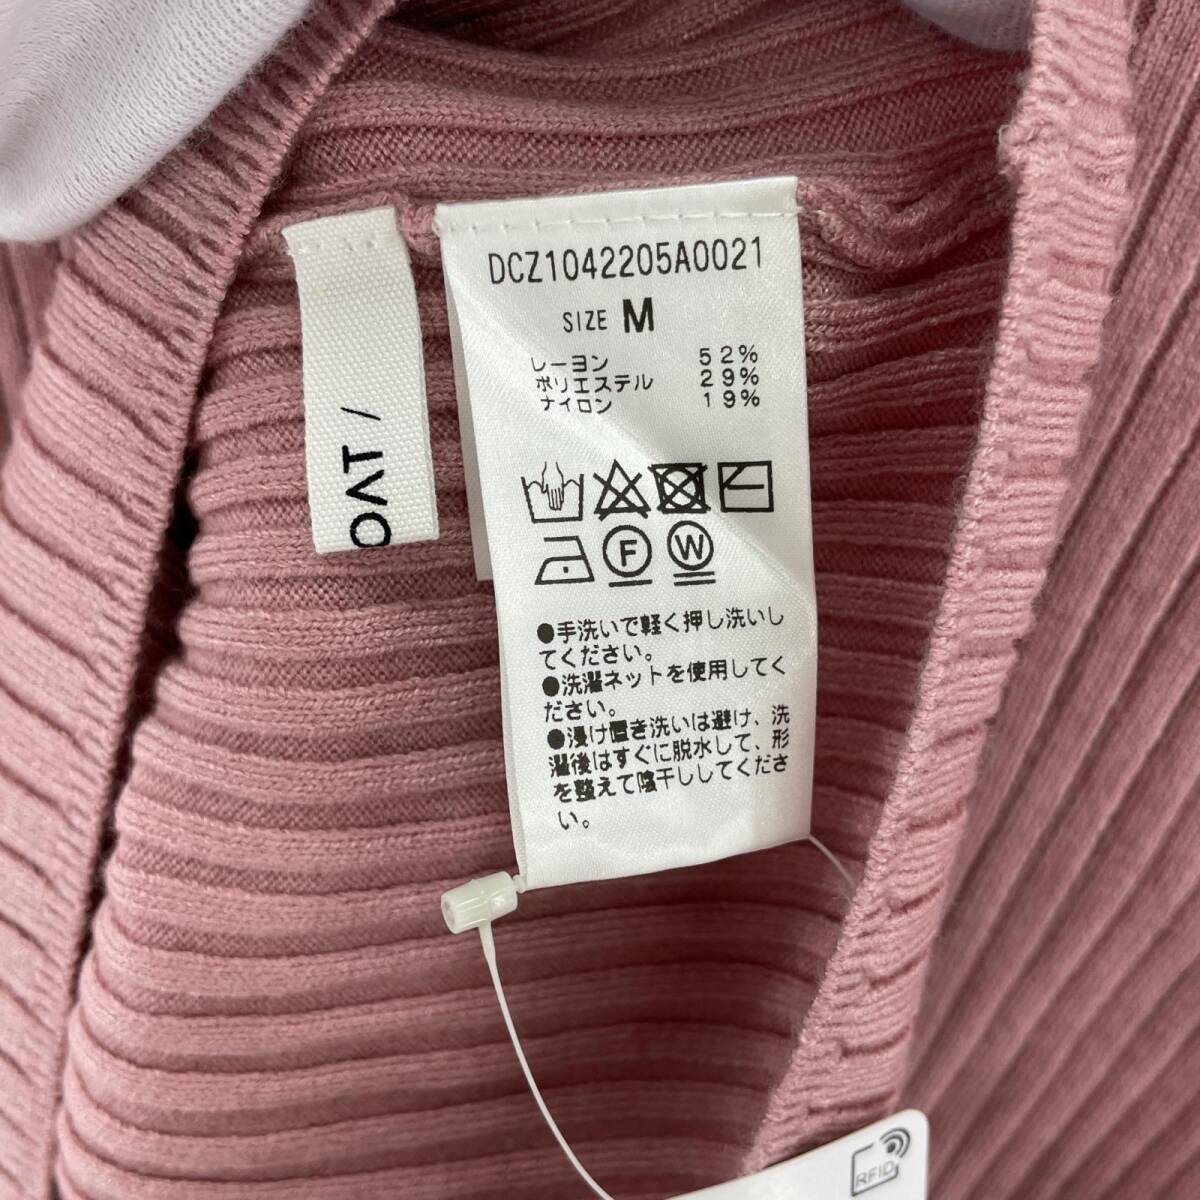 DCZ1042205A0021
SIZE M
レーヨン 52%
ポリエステル 29%
ナイロン 19%
F W
●手洗いで軽く押し洗いし
てください。
●洗濯ネットを使用してく
ださい。
●浸け置き洗いは避け、洗
濯後はすぐに脱水して、形
を整えて陰干ししてくださ
い。
RFID